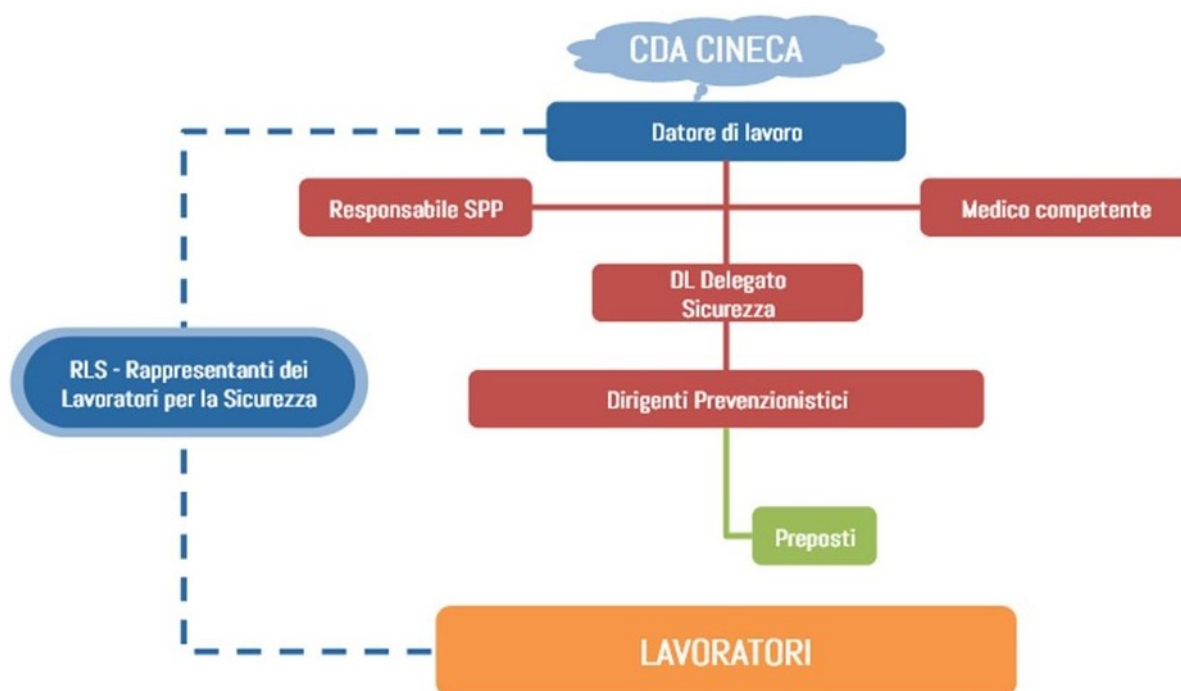 CDA CINECA
Datore di lavoro
Responsabile SPP
Medico competente
DL Delegato
Sicurezza
RLS - Rappresentanti dei
Lavoratori per la Sicurezza
Dirigenti Prevenzionistici
Preposti
LAVORATORI